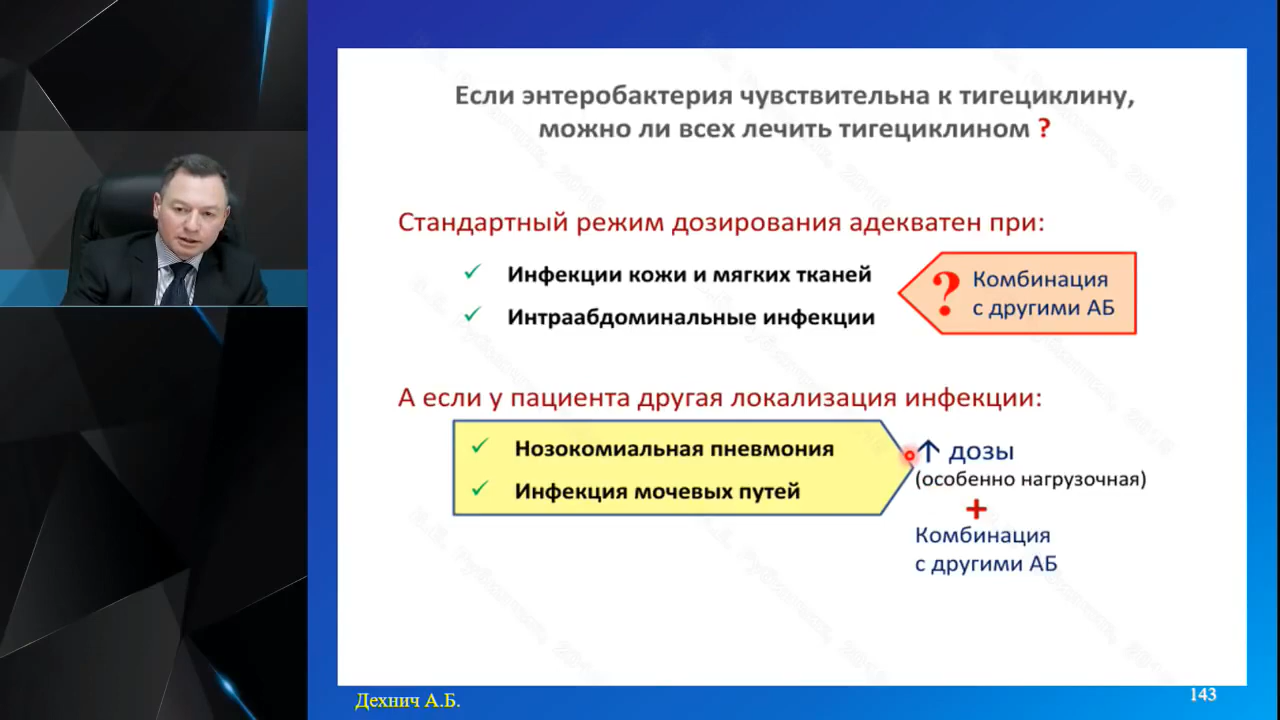 Если энтеробактерия чувствительна к тигециклину,
можно ли всех лечить тигециклином ?
Стандартный режим дозирования адекватен при:
✓ Инфекции кожи и мягких тканей
✓ Интраабдоминальные инфекции
? Комбинация
с другими АБ
А если у пациента другая локализация инфекции:
✓ Нозокомиальная пневмония
✓ Инфекция мочевых путей
↑ дозы
(особенно нагрузочная)
+
Комбинация
с другими АБ
Дехнич А.Б.
143